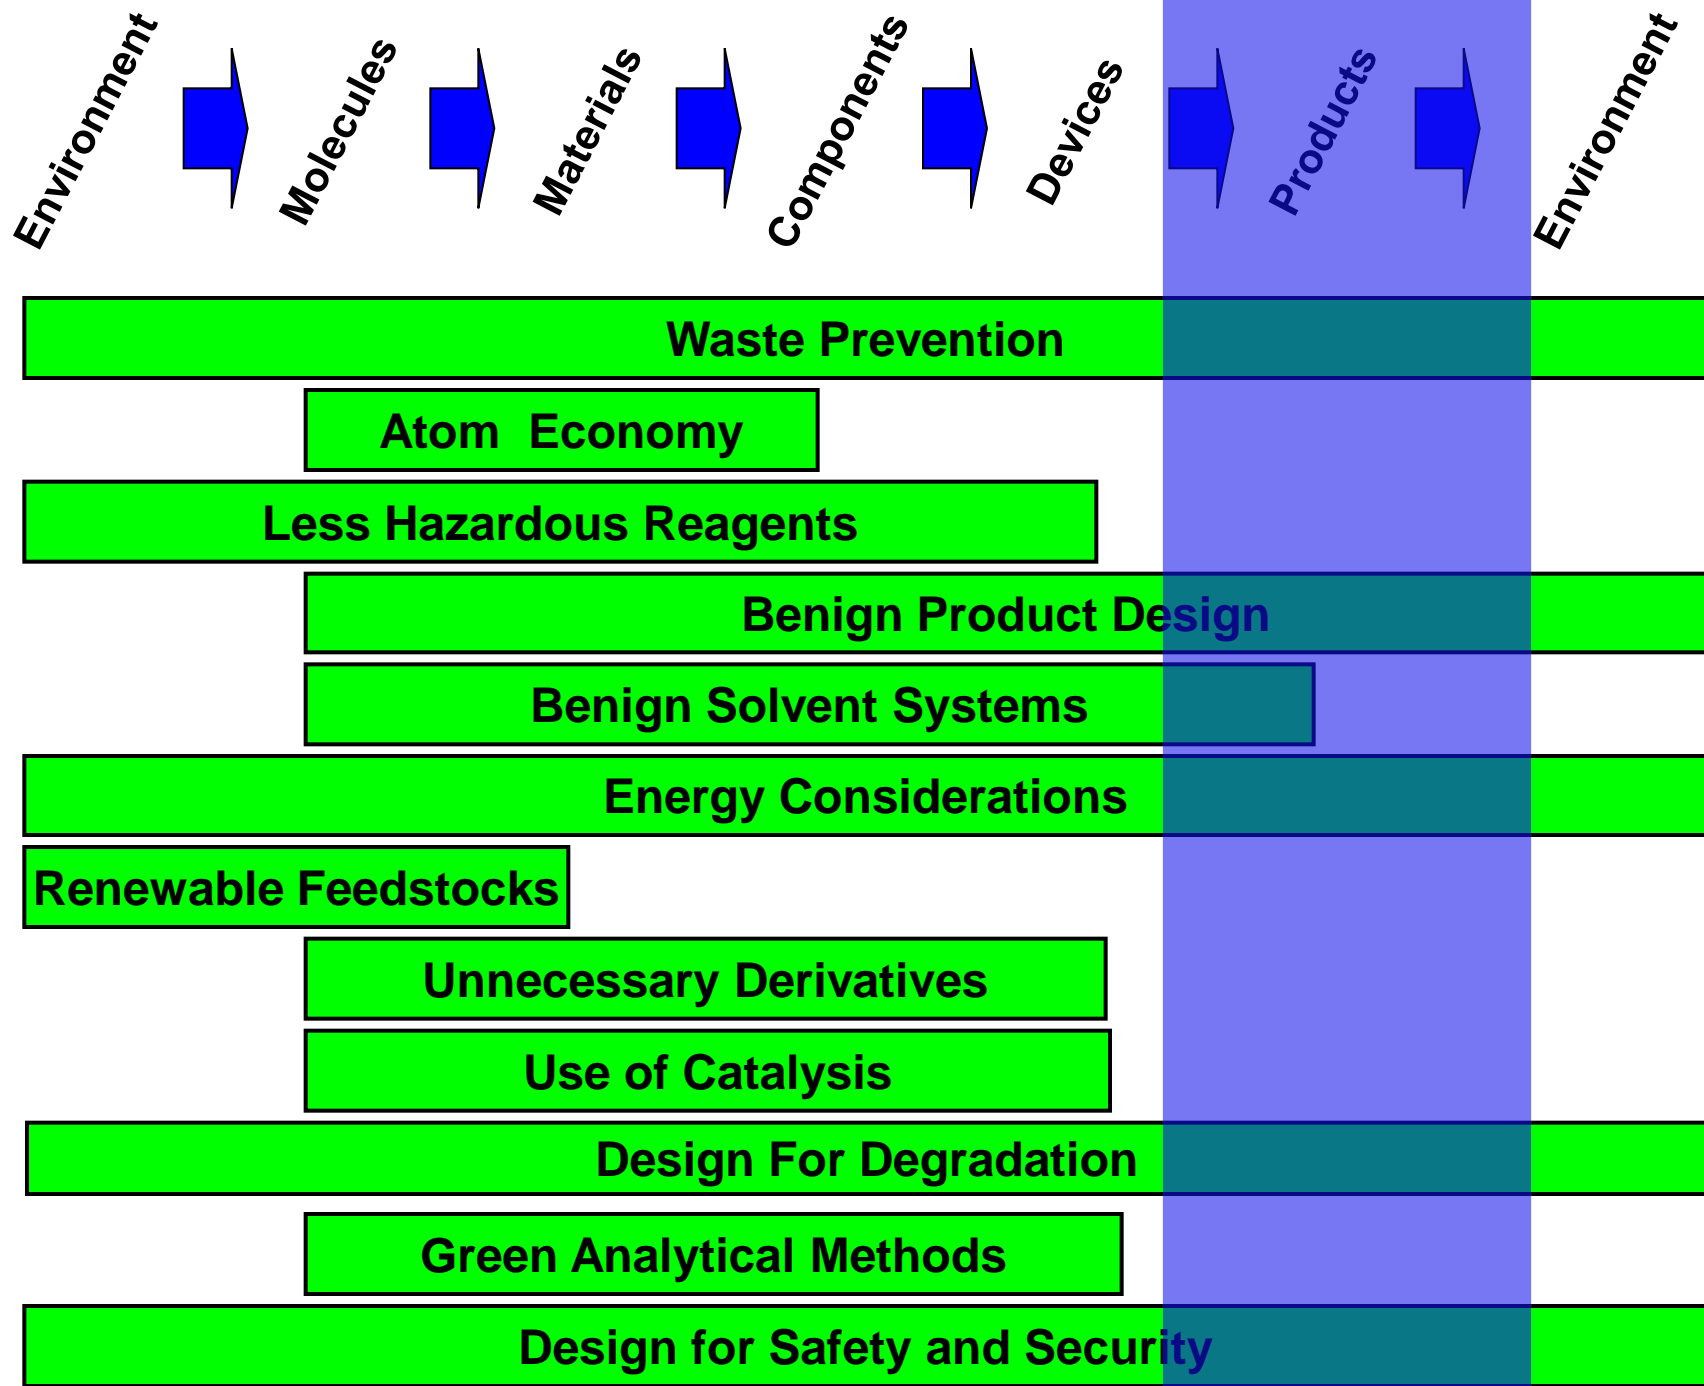 Environment
Molecules
Materials
Components
Devices
Products
Environment
Waste Prevention
Atom Economy
Less Hazardous Reagents
Benign Product Design
Benign Solvent Systems
Energy Considerations
Renewable Feedstocks
Unnecessary Derivatives
Use of Catalysis
Design For Degradation
Green Analytical Methods
Design for Safety and Security